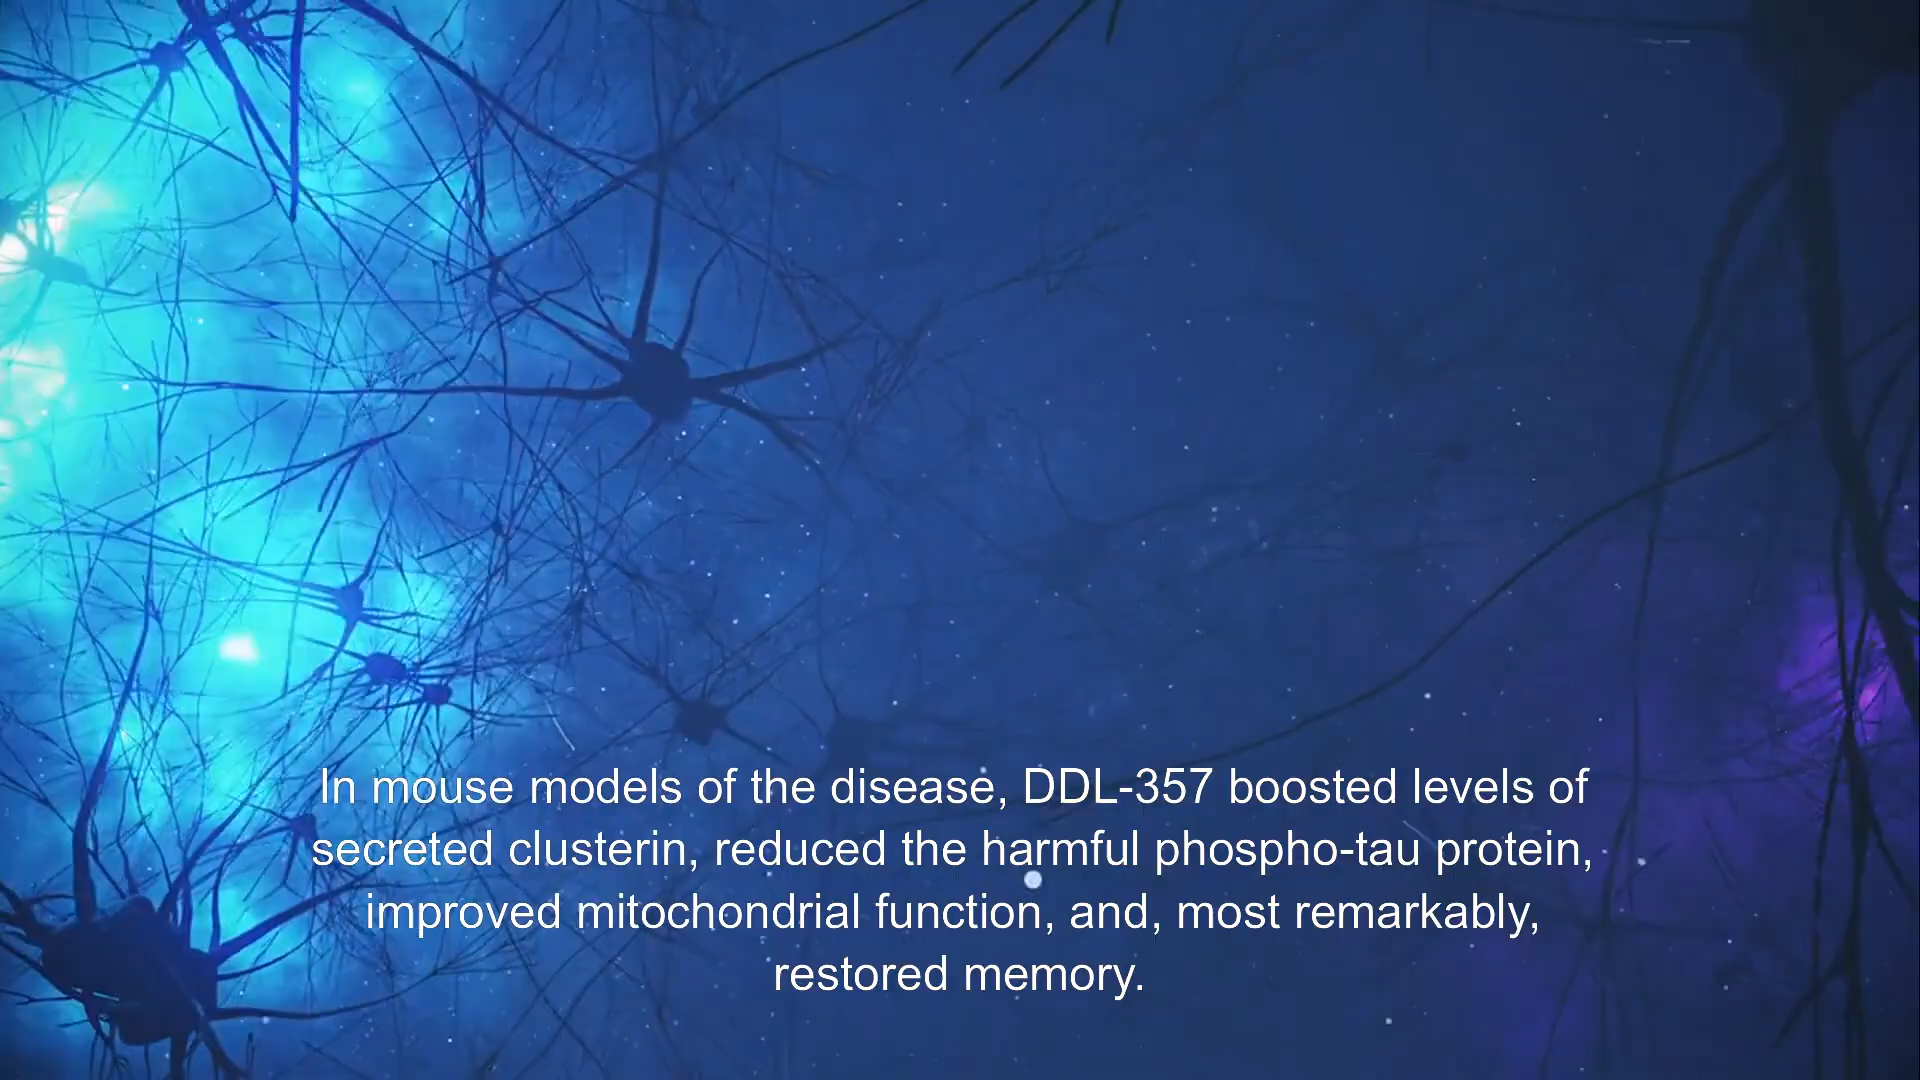 In mouse models of the disease, DDL-357 boosted levels of
secreted clusterin, reduced the harmful phospho-tau protein,
improved mitochondrial function, and, most remarkably,
restored memory.